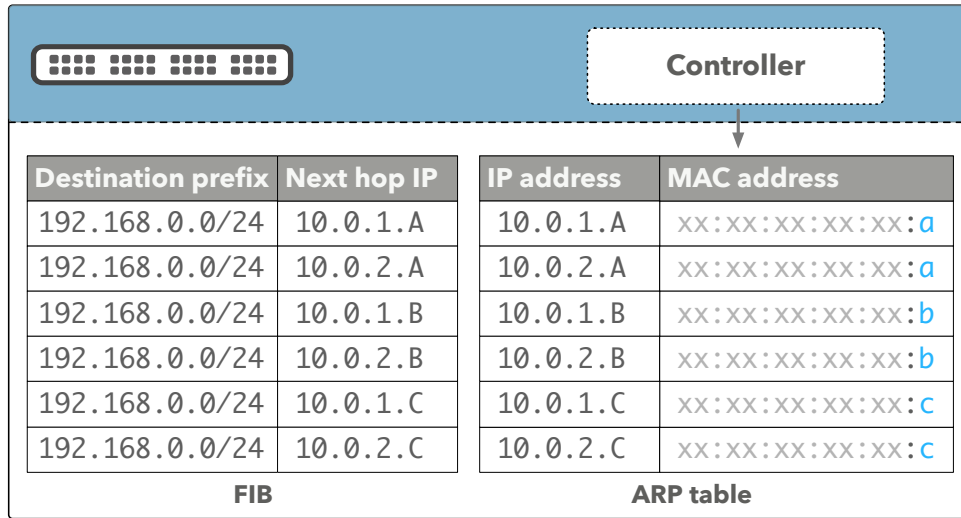 Controller
Destination prefix Next hop IP IP address MAC address
192.168.0.0/24 10.0.1.A 10.0.1.A xx:xx:xx:xx:xx:a
192.168.0.0/24 10.0.2.A 10.0.2.A xx:xx:xx:xx:xx:a
192.168.0.0/24 10.0.1.B 10.0.1.B xx:xx:xx:xx:xx:b
192.168.0.0/24 10.0.2.B 10.0.2.B xx:xx:xx:xx:xx:b
192.168.0.0/24 10.0.1.C 10.0.1.C xx:xx:xx:xx:xx:c
192.168.0.0/24 10.0.2.C 10.0.2.C xx:xx:xx:xx:xx:c
FIB ARP table